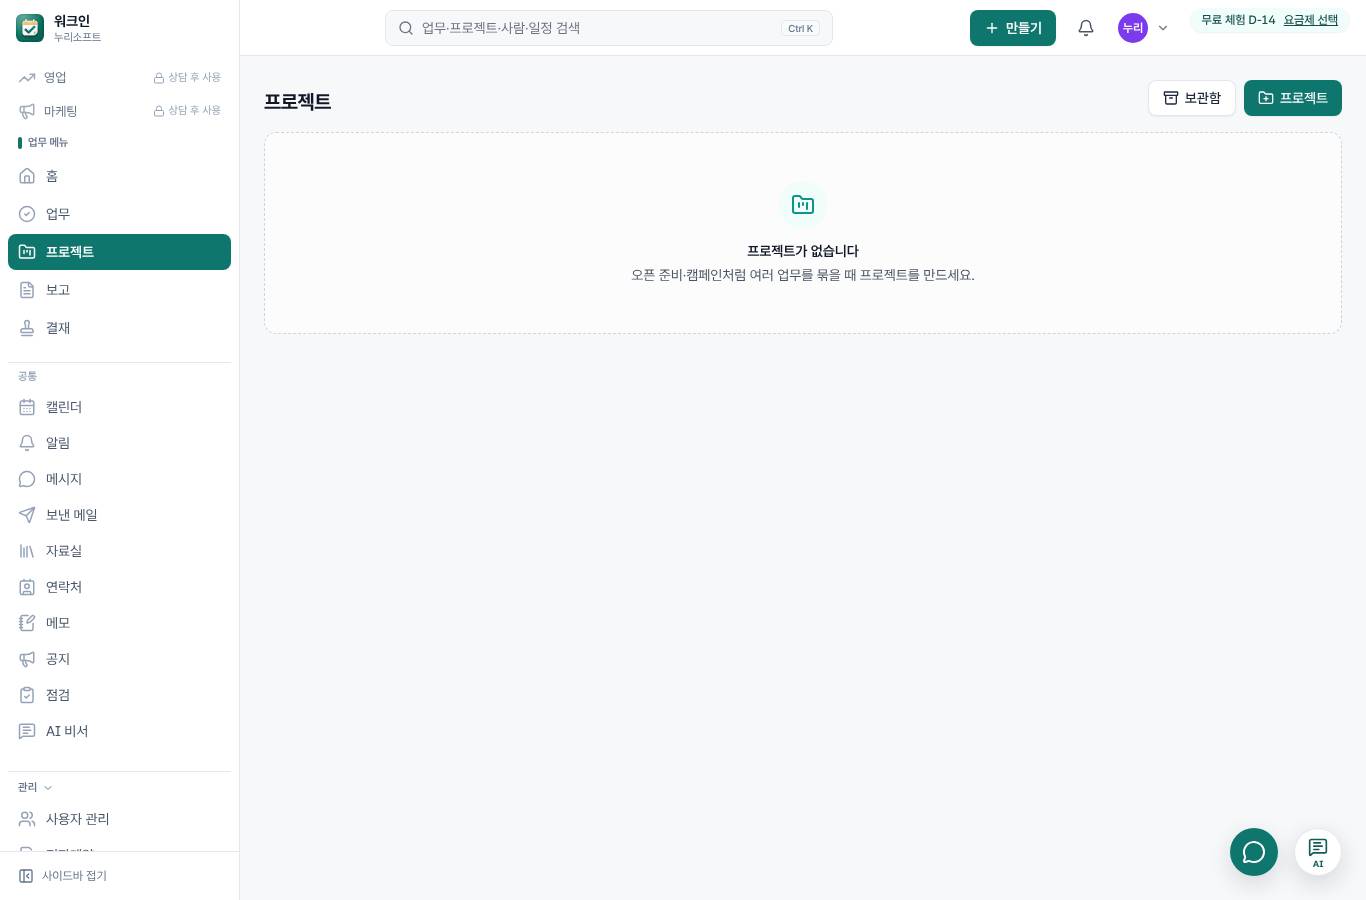 워크인
누리소프트
업무·프로젝트·사람·일정 검색
Ctrl K
만들기
누리
무료 체험 D-14 요금제 선택
영업
상담 후 사용
마케팅
상담 후 사용
업무 메뉴
홈
업무
프로젝트
보고
결재
공통
캘린더
알림
메시지
보낸 메일
자료실
연락처
메모
공지
점검
AI 비서
관리
사용자 관리
사이드바 접기
프로젝트
보관함
프로젝트
프로젝트가 없습니다
오픈 준비·캠페인처럼 여러 업무를 묶을 때 프로젝트를 만드세요.
AI